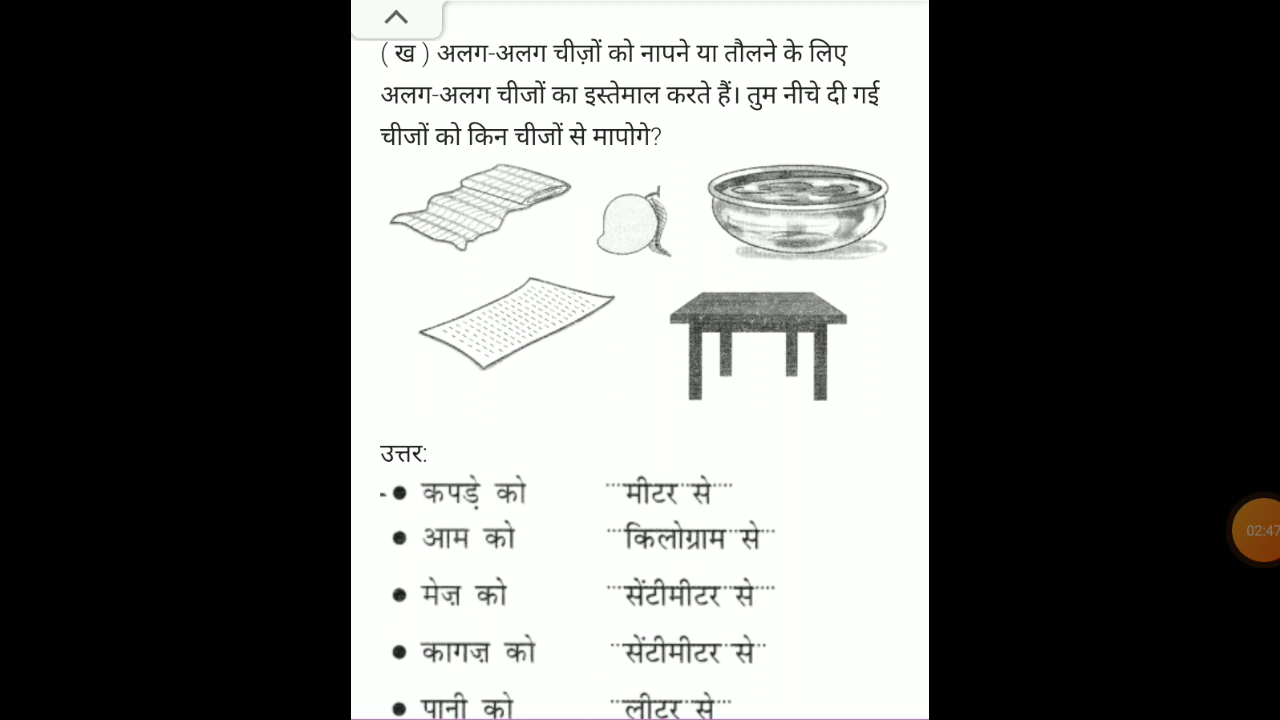 ( ख ) अलग-अलग चीज़ों को नापने या तौलने के लिए
अलग-अलग चीजों का इस्तेमाल करते हैं। तुम नीचे दी गई
चीजों को किन चीजों से मापोगे?
उत्तर:
- ● कपड़े को ...मीटर से...
● आम को ...किलोग्राम से...
● मेज़ को ...सेंटीमीटर से...
● कागज़ को ...सेंटीमीटर से...
● पानी को ...लीटर से...
02:47